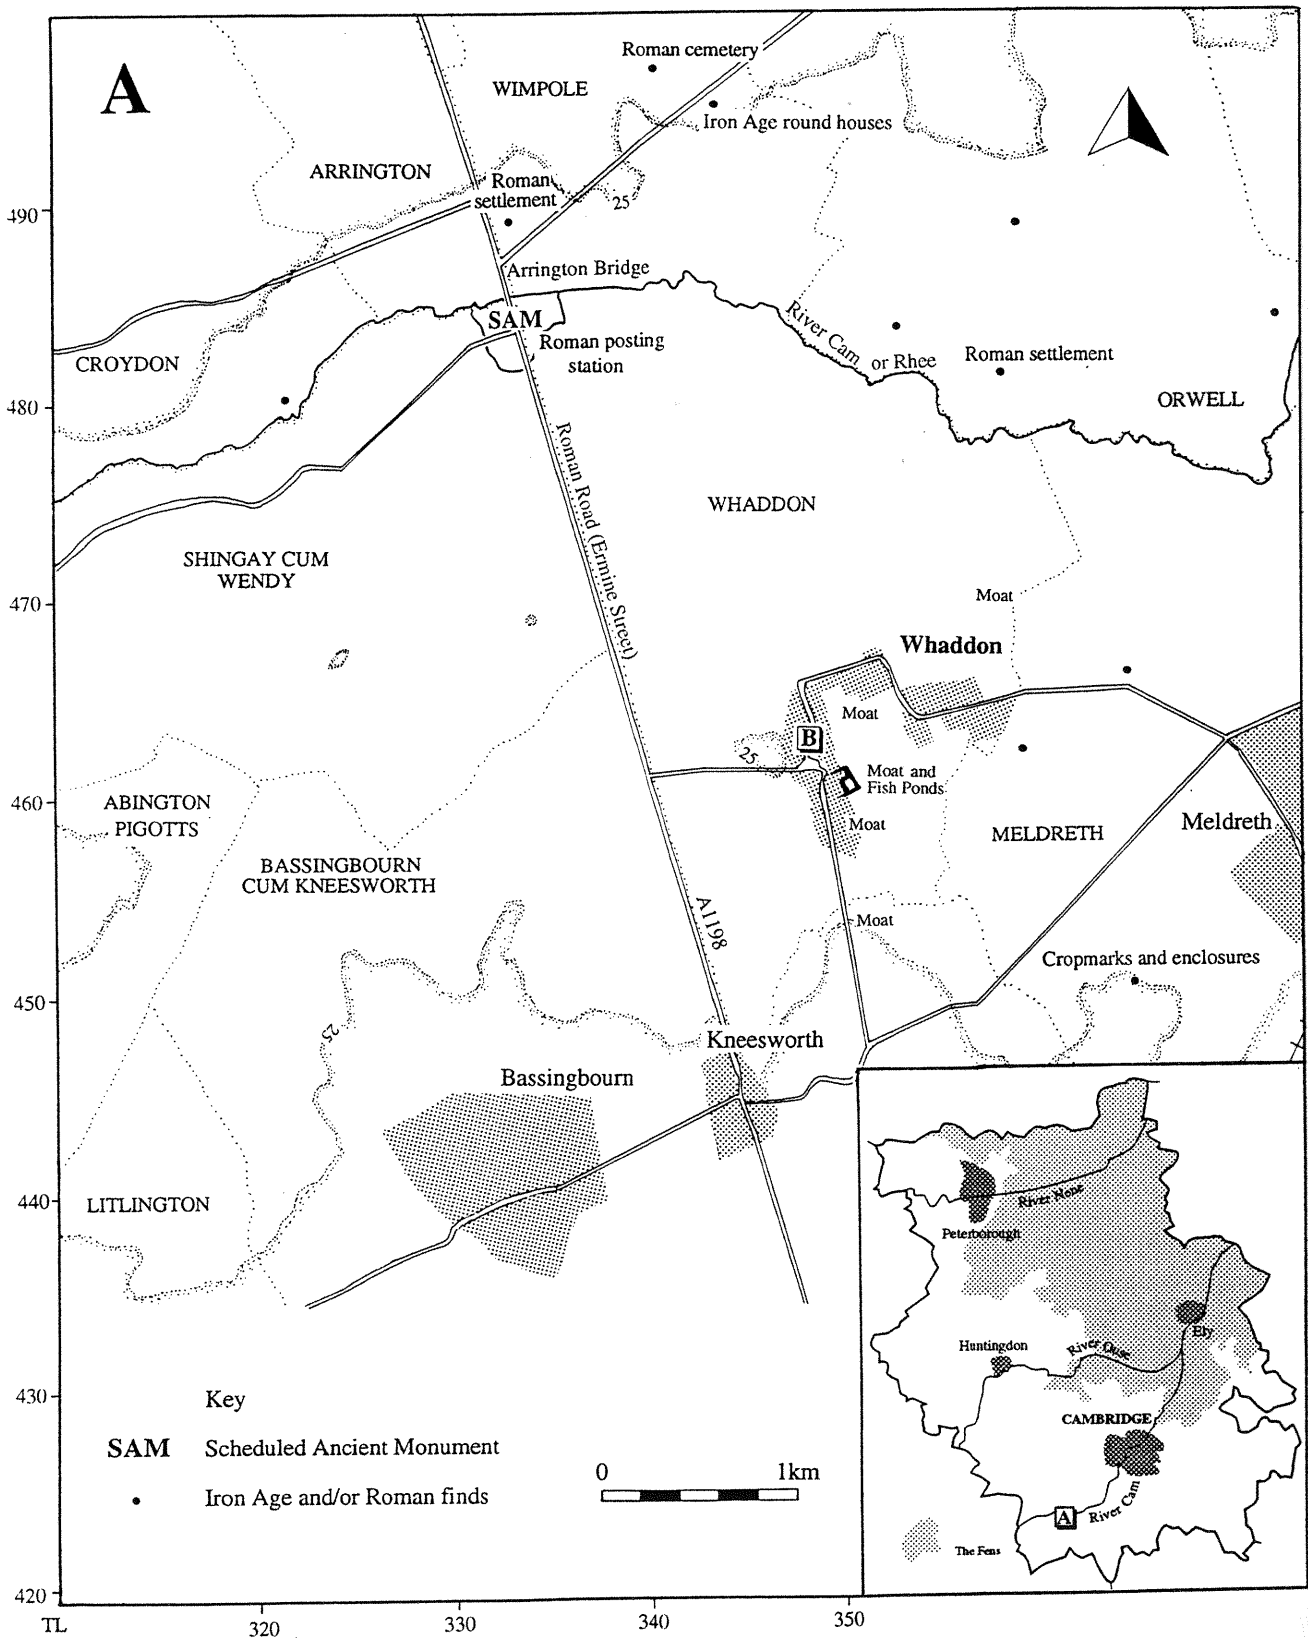 A
Roman cemetery
WIMPOLE
Iron Age round houses
ARRINGTON
Roman
settlement
25
490
Arrington Bridge
SAM
Roman posting
station
River Cam or Rhee
Roman settlement
CROYDON
ORWELL
480
Roman Road (Ermine Street)
WHADDON
SHINGAY CUM
WENDY
470
Moat
Whaddon
Moat
B
25
Moat and
Fish Ponds
460
ABINGTON
PIGOTTS
Moat
MELDRETH
Meldreth
BASSINGBOURN
CUM KNEESWORTH
A1198
Moat
Cropmarks and enclosures
450
25
Kneesworth
Bassingbourn
440
LITLINGTON
River Nene
Peterborough
Ely
Huntingdon
River Ouse
CAMBRIDGE
River Cam
A
The Fens
430
Key
SAM Scheduled Ancient Monument
Iron Age and/or Roman finds
0 1km
420
TL
320
330
340
350